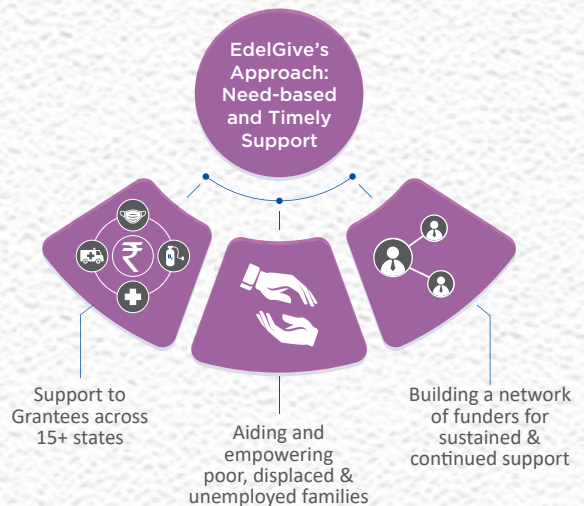 EdelGive's
Approach:
Need-based
and Timely
Support
₹
O₂
Support to
Grantees across
15+ states
Aiding and
empowering
poor, displaced &
unemployed families
Building a network
of funders for
sustained &
continued support